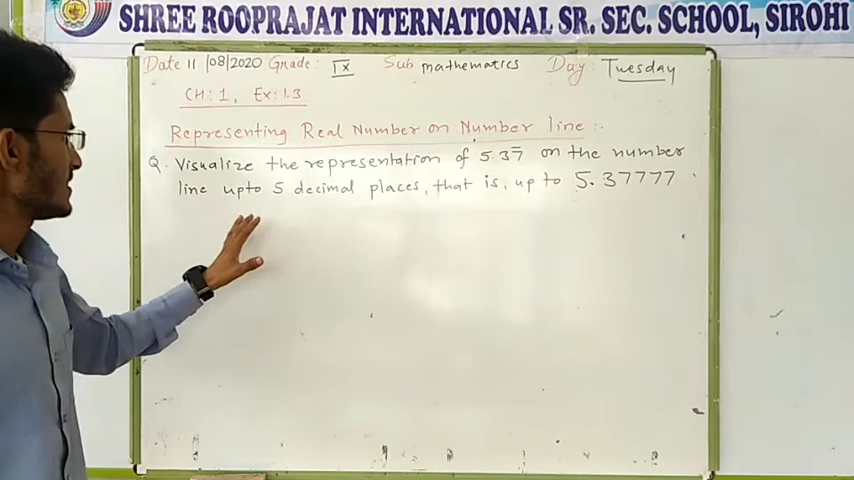 SHREE ROOPRAJAT INTERNATIONAL SR. SEC. SCHOOL, SIROHI
Date 11/08/2020 Grade: IX Sub mathematics Day: Tuesday
CH: 1, Ex: 1.3
Representing Real Number on Number line :-
Q. Visualize the representation of 5.37̅ on the number
line upto 5 decimal places, that is, up to 5.37777.